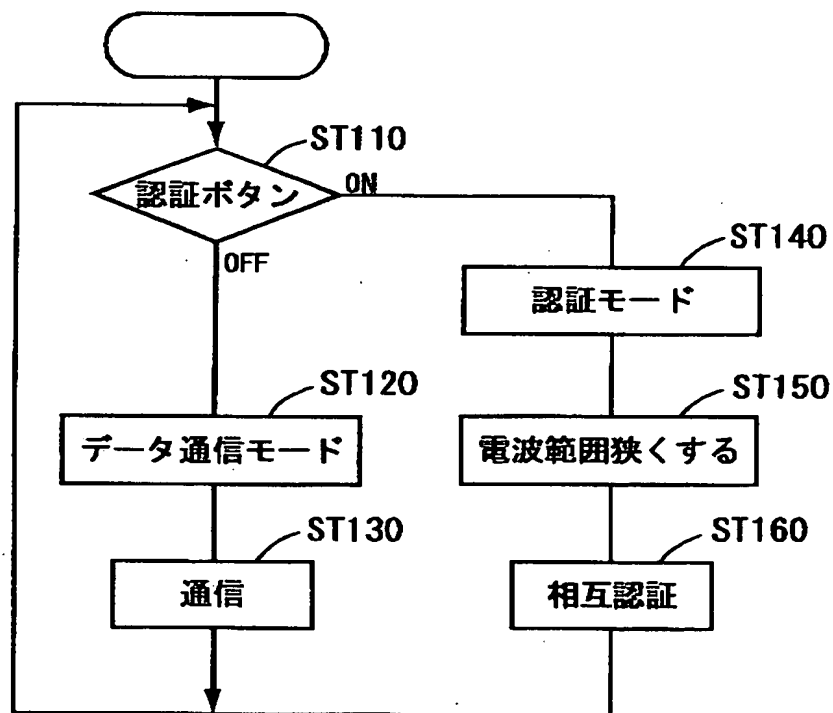 ST110
認証ボタン
ON
OFF
ST140
認証モード
ST120
データ通信モード
ST150
電波範囲狭くする
ST130
通信
ST160
相互認証